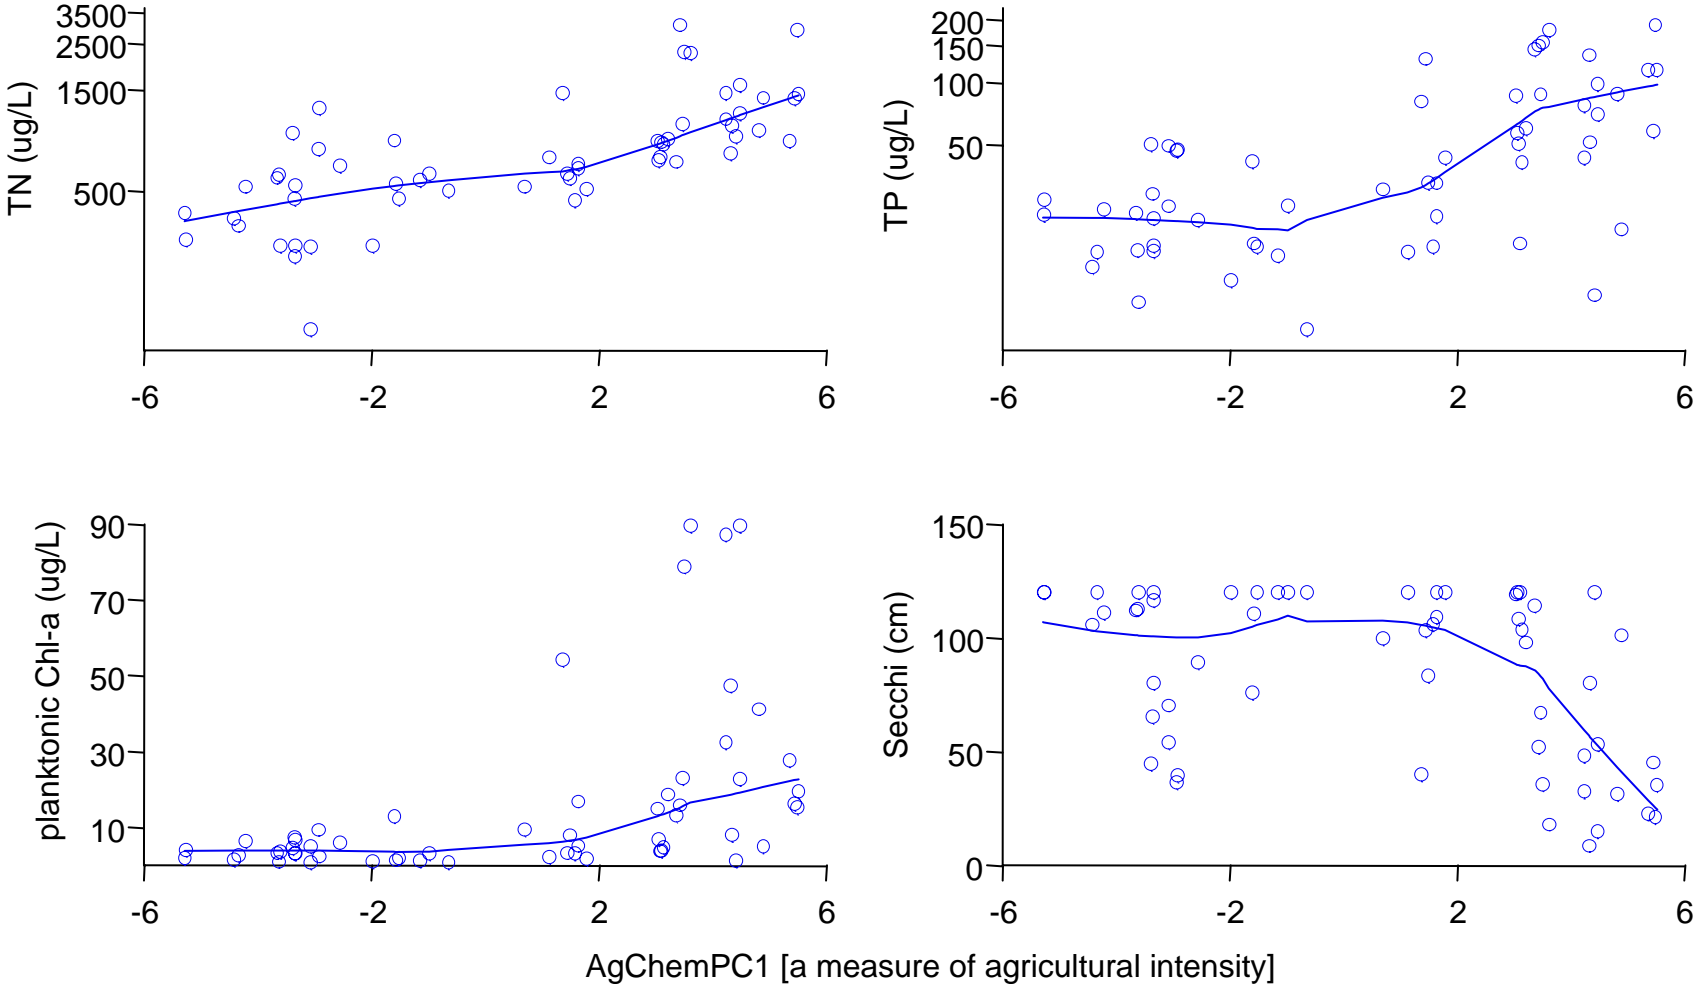 TN (ug/L)
3500
2500
1500
500
-6 -2 2 6
TP (ug/L)
200
150
100
50
-6 -2 2 6
planktonic Chl-a (ug/L)
90
70
50
30
10
-6 -2 2 6
Secchi (cm)
150
100
50
0
-6 -2 2 6
AgChemPC1 [a measure of agricultural intensity]